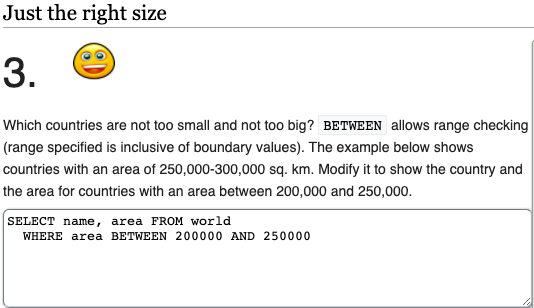 Just the right size
3.
Which countries are not too small and not too big? BETWEEN allows range checking
(range specified is inclusive of boundary values). The example below shows
countries with an area of 250,000-300,000 sq. km. Modify it to show the country and
the area for countries with an area between 200,000 and 250,000.
SELECT name, area FROM world
  WHERE area BETWEEN 200000 AND 250000